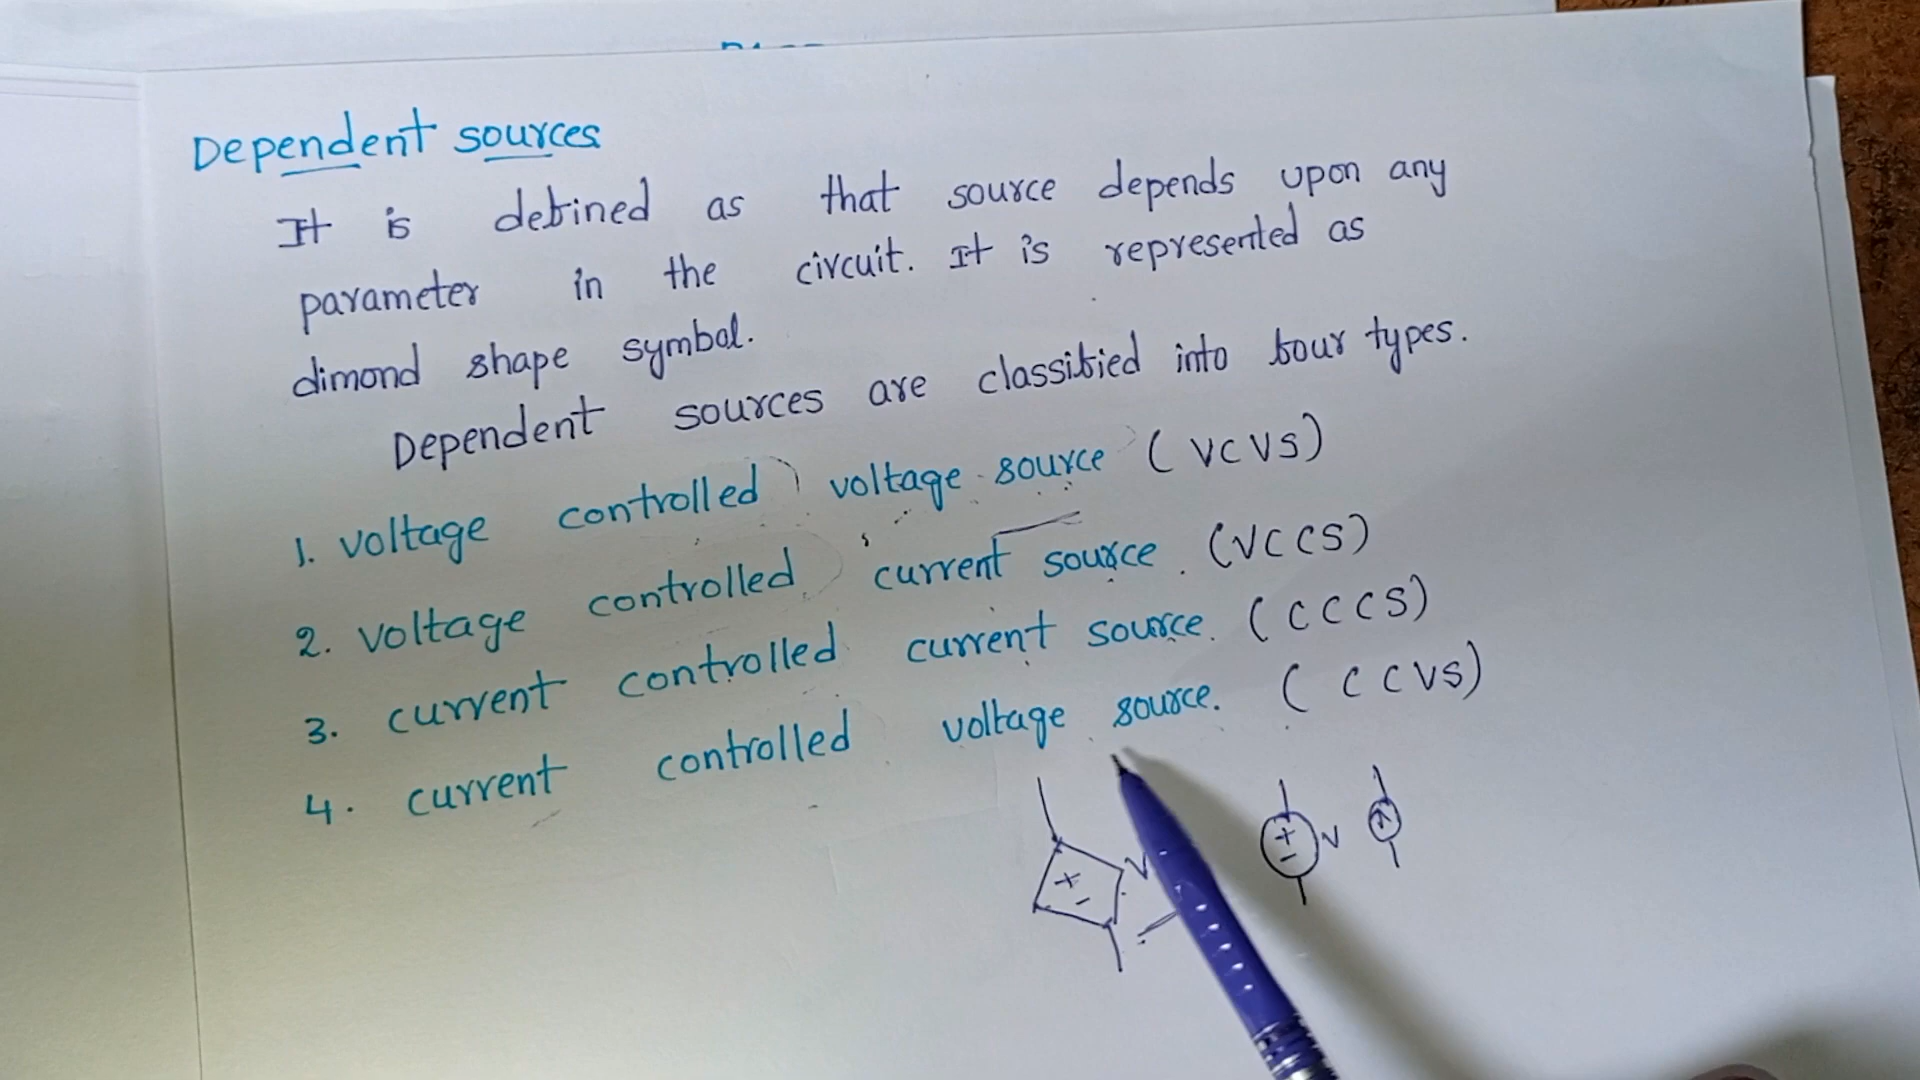 Dependent sources
It is defined as that source depends upon any
parameter in the circuit. It is represented as
dimond shape symbol.
Dependent sources are classified into four types.
1. voltage controlled voltage source (VCVS)
2. voltage controlled current source. (VCCS)
3. current controlled current source. (CCCS)
4. current controlled voltage source. (CCVS)
+ - V
+ - V